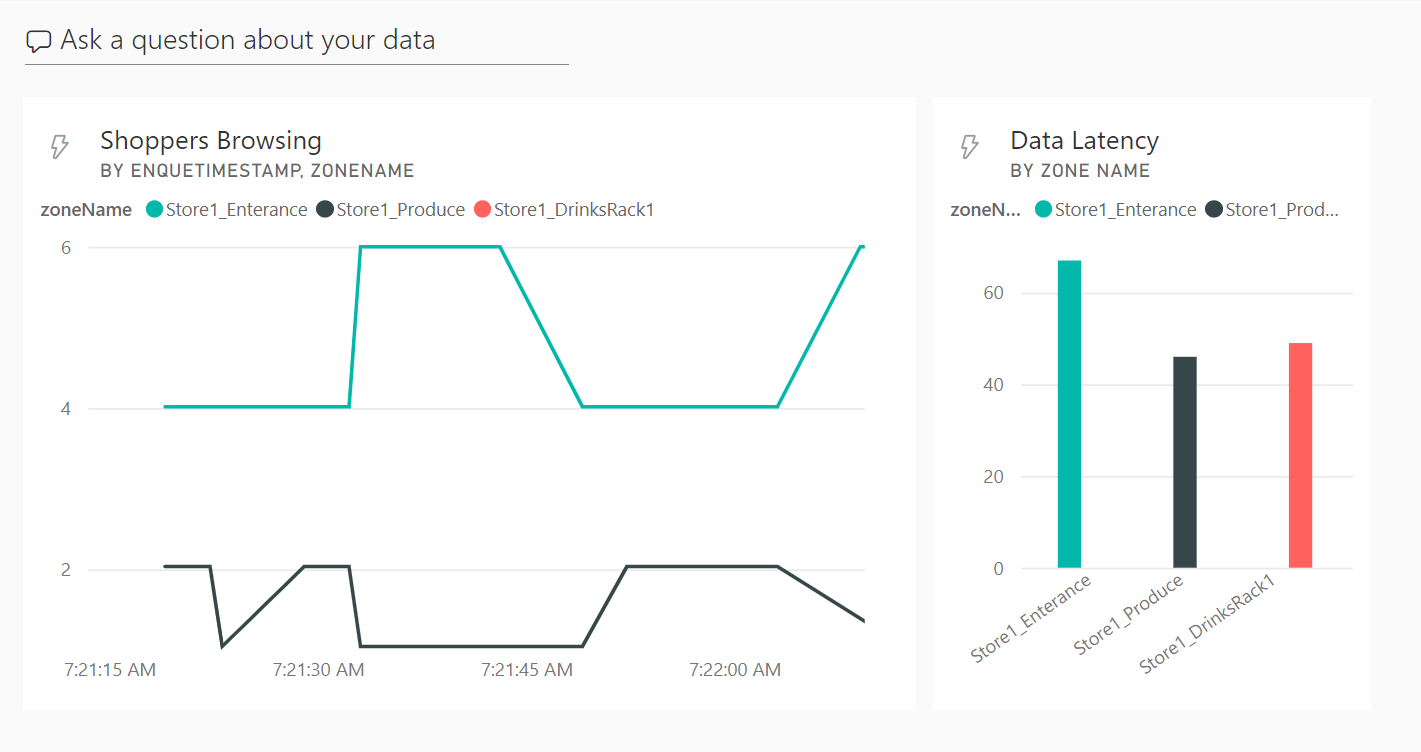 Ask a question about your data
Shoppers Browsing
BY ENQUETIMESTAMP, ZONENAME
zoneName Store1_Enterance Store1_Produce Store1_DrinksRack1
6
4
2
7:21:15 AM 7:21:30 AM 7:21:45 AM 7:22:00 AM
Data Latency
BY ZONE NAME
zoneN... Store1_Enterance Store1_Prod...
60
40
20
0
Store1_Enterance
Store1_Produce
Store1_DrinksRack1